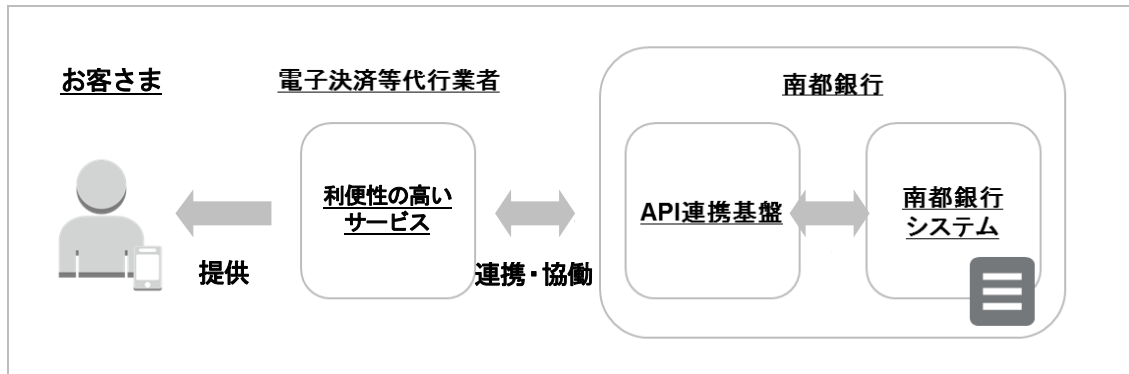 お客さま
電子決済等代行業者
南都銀行
利便性の高い
サービス
API連携基盤
南都銀行
システム
提供
連携・協働